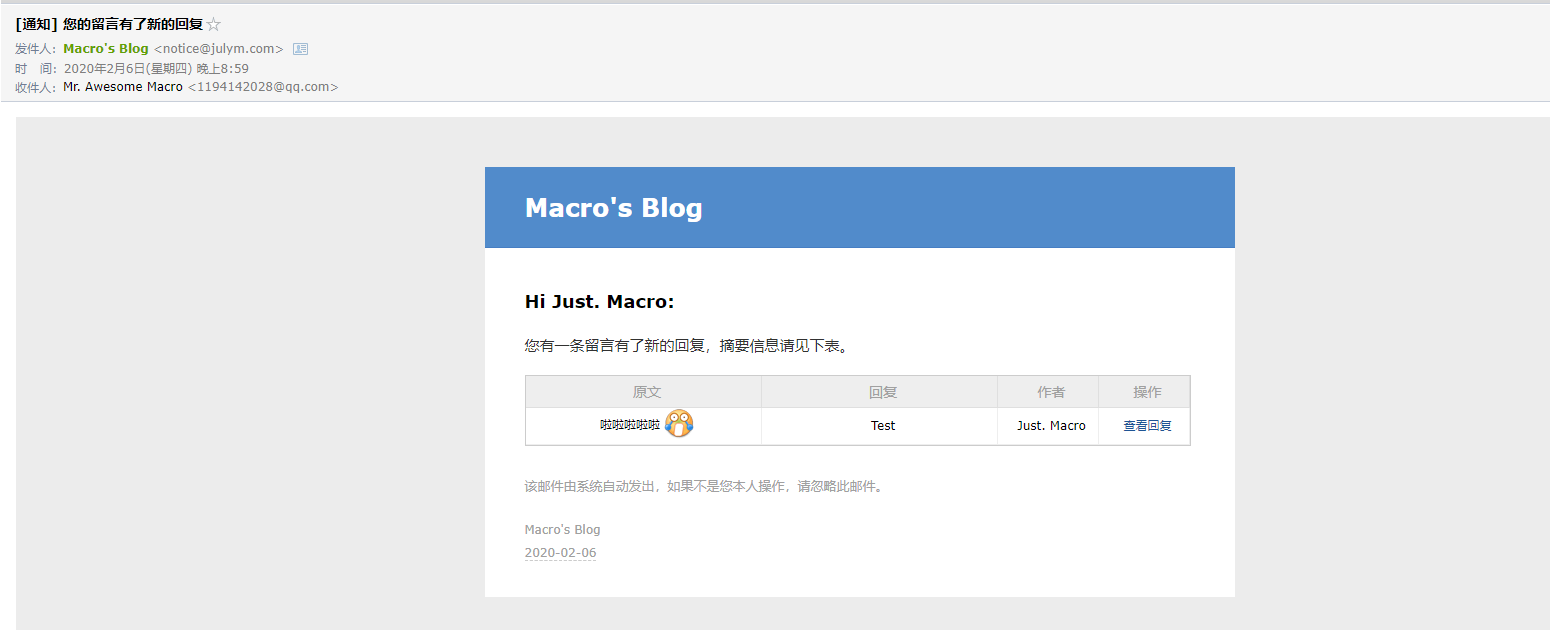 [通知] 您的留言有了新的回复
发件人：Macro's Blog <notice@julym.com>
时　间：2020年2月6日(星期四) 晚上8:59
收件人：Mr. Awesome Macro <1194142028@qq.com>
Macro's Blog
Hi Just. Macro:
您有一条留言有了新的回复，摘要信息请见下表。
原文 回复 作者 操作
啦啦啦啦啦 Test Just. Macro 查看回复
该邮件由系统自动发出，如果不是您本人操作，请忽略此邮件。
Macro's Blog
2020-02-06